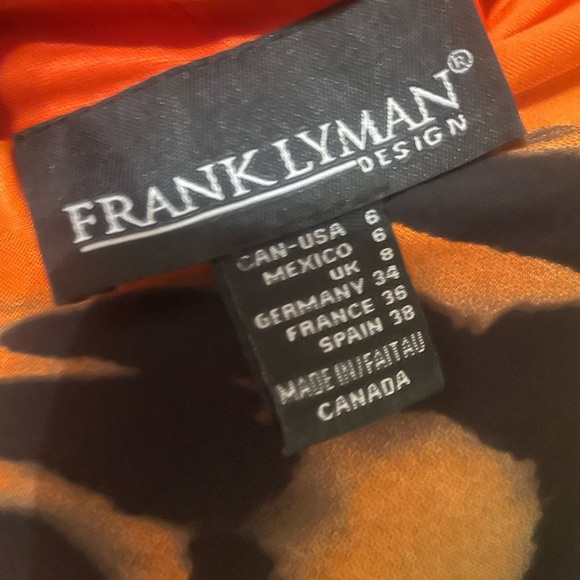 FRANK LYMAN®
DESIGN
CAN-USA 6
MEXICO 6
UK 8
GERMANY 34
FRANCE 36
SPAIN 38
MADE IN/FAIT AU
CANADA